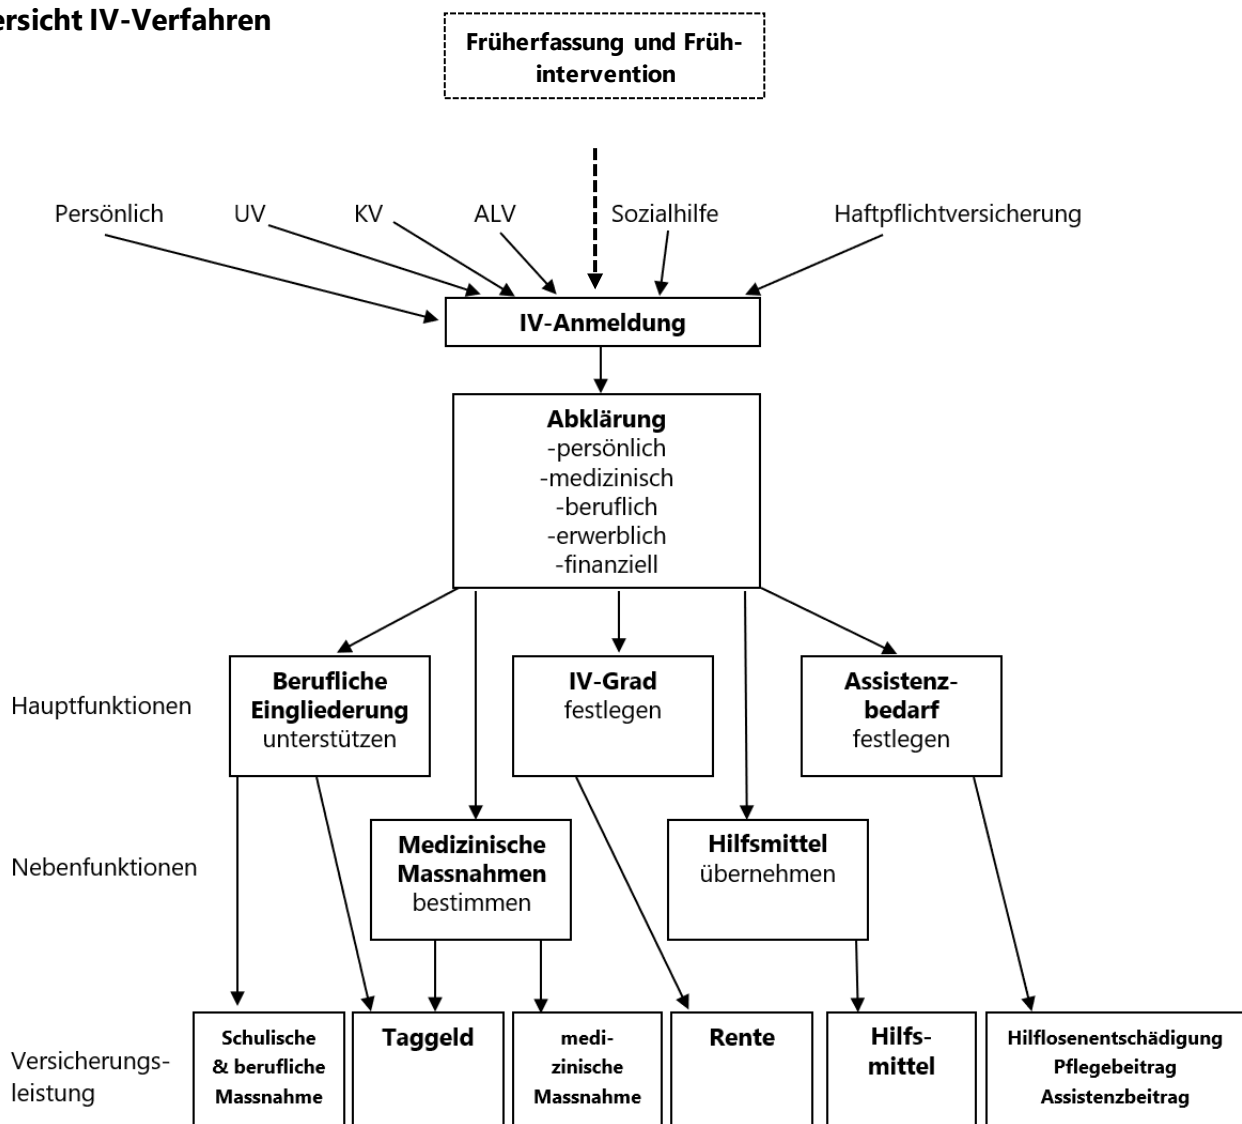 ersicht IV-Verfahren
Früherfassung und Früh-
intervention
Persönlich
UV
KV
ALV
Sozialhilfe
Haftpflichtversicherung
IV-Anmeldung
Abklärung
-persönlich
-medizinisch
-beruflich
-erwerblich
-finanziell
Hauptfunktionen
Berufliche
Eingliederung
unterstützen
IV-Grad
festlegen
Assistenz-
bedarf
festlegen
Nebenfunktionen
Medizinische
Massnahmen
bestimmen
Hilfsmittel
übernehmen
Versicherungs-
leistung
Schulische
& berufliche
Massnahme
Taggeld
medi-
zinische
Massnahme
Rente
Hilfs-
mittel
Hilflosenentschädigung
Pflegebeitrag
Assistenzbeitrag